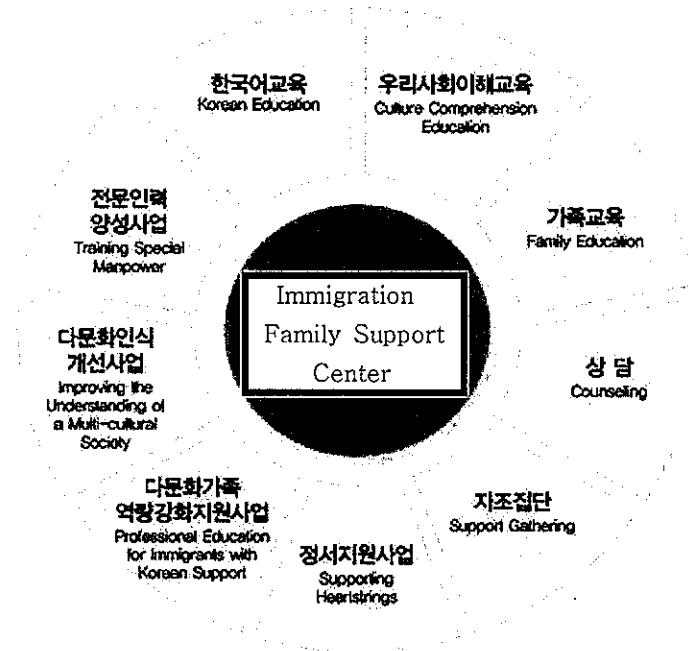 한국어교육
Korean Education
우리사회이해교육
Culture Comprehension
Education
가족교육
Family Education
상 담
Counseling
자조집단
Support Gathering
정서지원사업
Supporting
Heartstrings
다문화가족
역량강화지원사업
Professional Education
for Immigrants with
Korean Support
다문화인식
개선사업
Improving the
Understanding of
a Multi-cultural
Society
전문인력
양성사업
Training Special
Manpower
Immigration
Family Support
Center